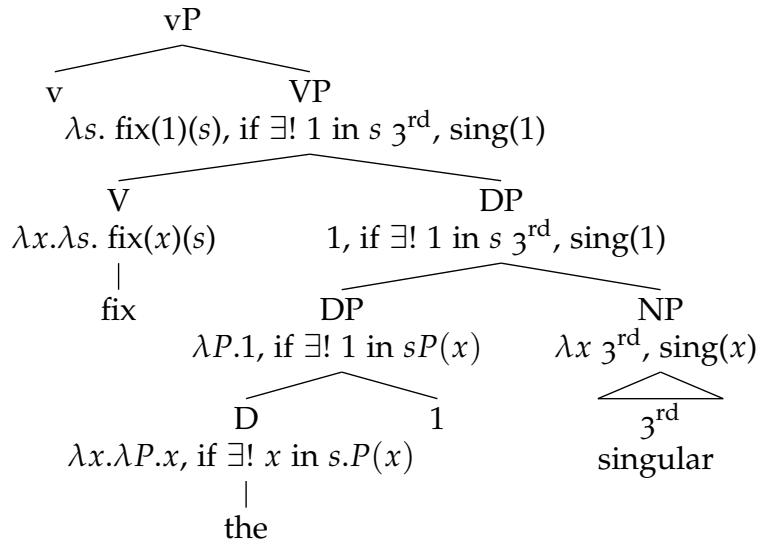 vP
v VP
λs. fix(1)(s), if ∃! 1 in s 3rd, sing(1)
V DP
λx.λs. fix(x)(s) 1, if ∃! 1 in s 3rd, sing(1)
fix DP NP
λP.1, if ∃! 1 in sP(x) λx 3rd, sing(x)
D 1 3rd
λx.λP.x, if ∃! x in s.P(x) singular
the